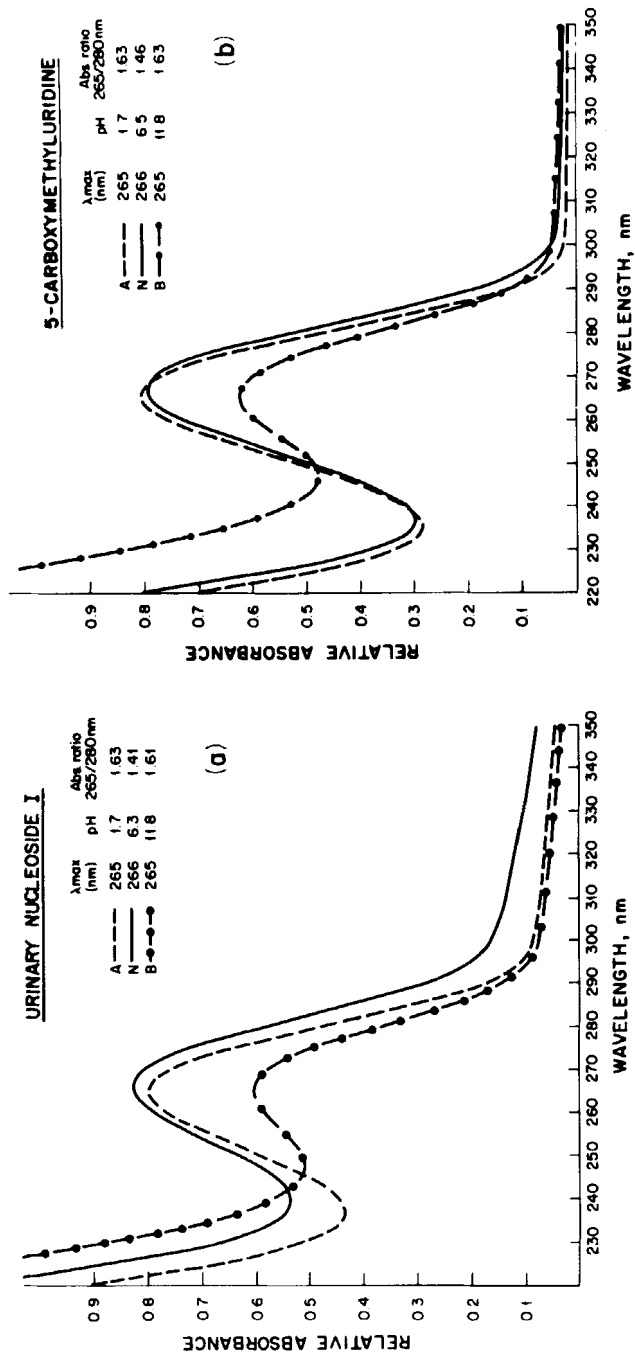 URINARY NUCLEOSIDE I
λmax (nm) pH Abs ratio 265/280nm
A 265 1.7 1.63
N 266 6.3 1.41
B 265 11.8 1.61
(a)
RELATIVE ABSORBANCE
0.9
0.8
0.7
0.6
0.5
0.4
0.3
0.2
0.1
230 240 250 260 270 280 290 300 310 320 330 340 350
WAVELENGTH, nm
5-CARBOXYMETHYLURIDINE
λmax (nm) pH Abs ratio 265/280nm
A 265 1.7 1.63
N 266 6.5 1.46
B 265 11.8 1.63
(b)
RELATIVE ABSORBANCE
0.9
0.8
0.7
0.6
0.5
0.4
0.3
0.2
0.1
220 230 240 250 260 270 280 290 300 310 320 330 340 350
WAVELENGTH, nm